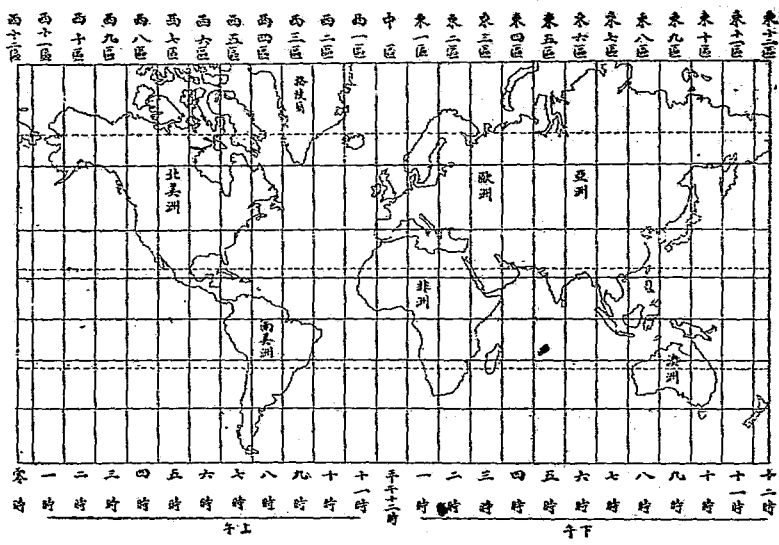 西十二區
西十一區
西十區
西九區
西八區
西七區
西六區
西五區
西四區
西三區
西二區
西一區
中區
東一區
東二區
東三區
東四區
東五區
東六區
東七區
東八區
東九區
東十區
東十一區
東十二區
格陵島
北美洲
歐洲
亞洲
非洲
南美洲
澳洲
零時
一時
二時
三時
四時
五時
六時
七時
八時
九時
十時
十一時
平午十二時
一時
二時
三時
四時
五時
六時
七時
八時
九時
十時
十一時
十二時
午上
午下